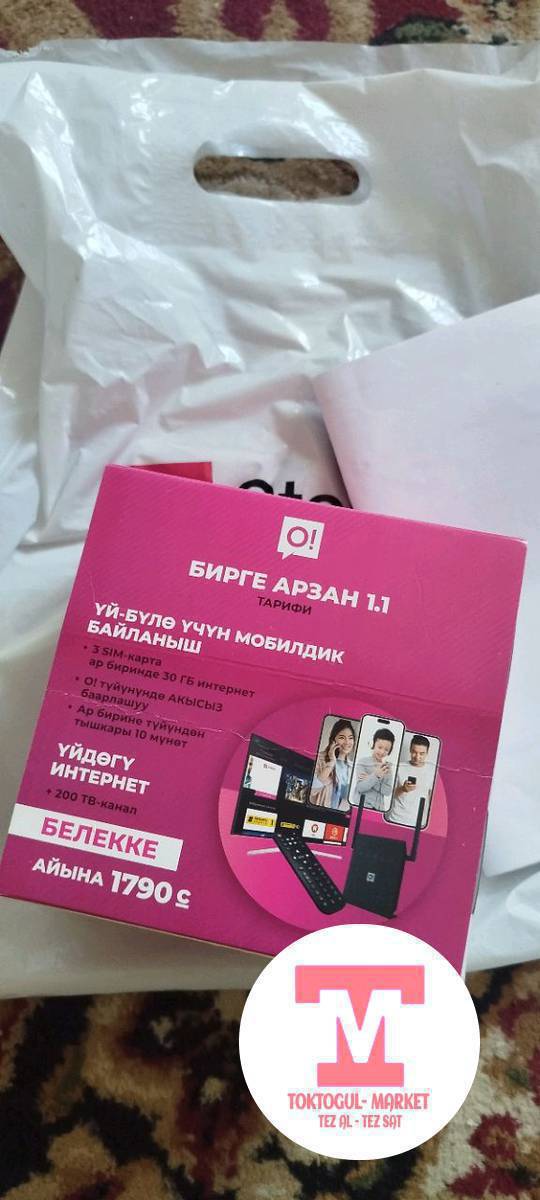 O!
БИРГЕ АРЗАН 1.1
ТАРИФИ
ҮЙ-БҮЛӨ ҮЧҮН МОБИЛДИК
БАЙЛАНЫШ
• 3 SIM-карта
ар биринде 30 ГБ интернет
• О! түйүнүндө АКЫСЫЗ
баарлашуу
• Ар бирине түйүндөн
тышкары 10 мүнөт
ҮЙДӨГҮ
ИНТЕРНЕТ
+ 200 ТВ-канал
БЕЛЕККЕ
АЙЫНА 1790 с
TM
TOKTOGUL- MARKET
TEZ AL - TEZ SAT